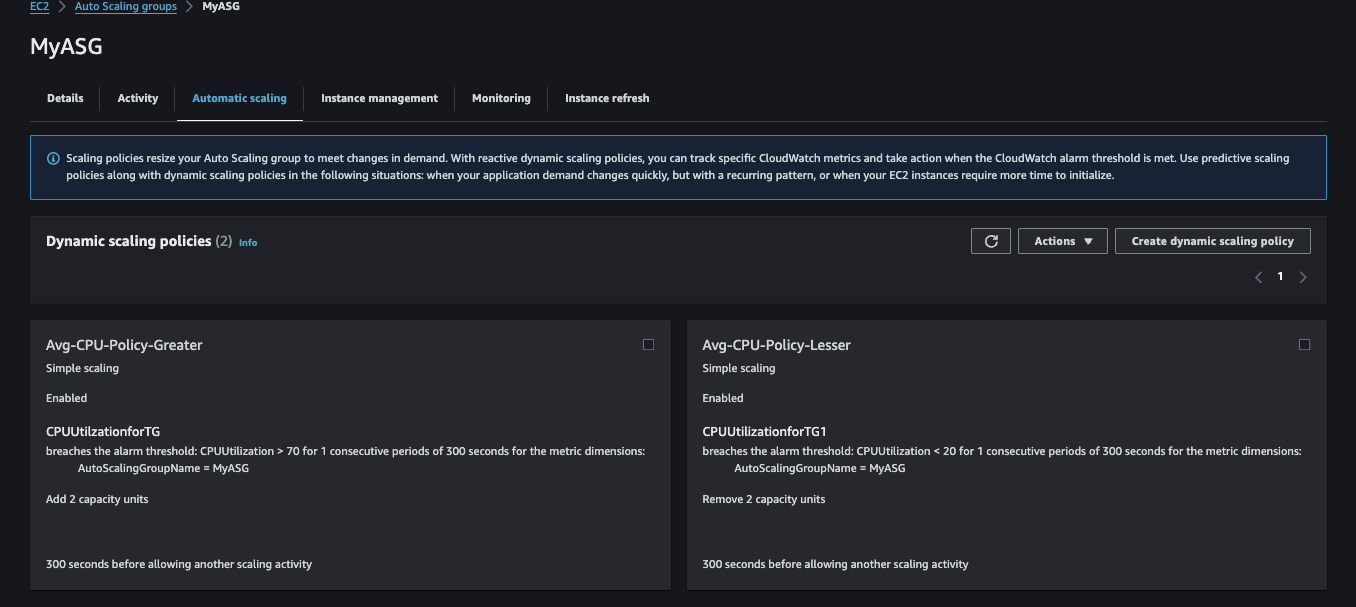 EC2 > Auto Scaling groups > MyASG
MyASG
Details Activity Automatic scaling Instance management Monitoring Instance refresh
Scaling policies resize your Auto Scaling group to meet changes in demand. With reactive dynamic scaling policies, you can track specific CloudWatch metrics and take action when the CloudWatch alarm threshold is met. Use predictive scaling
policies along with dynamic scaling policies in the following situations: when your application demand changes quickly, but with a recurring pattern, or when your EC2 instances require more time to initialize.
Dynamic scaling policies (2) Info
Actions ▼ Create dynamic scaling policy
< 1 >
Avg-CPU-Policy-Greater
Simple scaling
Enabled
CPUUtilzationforTG
breaches the alarm threshold: CPUUtilization > 70 for 1 consecutive periods of 300 seconds for the metric dimensions:
AutoScalingGroupName = MyASG
Add 2 capacity units
300 seconds before allowing another scaling activity
Avg-CPU-Policy-Lesser
Simple scaling
Enabled
CPUUtilizationforTG1
breaches the alarm threshold: CPUUtilization < 20 for 1 consecutive periods of 300 seconds for the metric dimensions:
AutoScalingGroupName = MyASG
Remove 2 capacity units
300 seconds before allowing another scaling activity